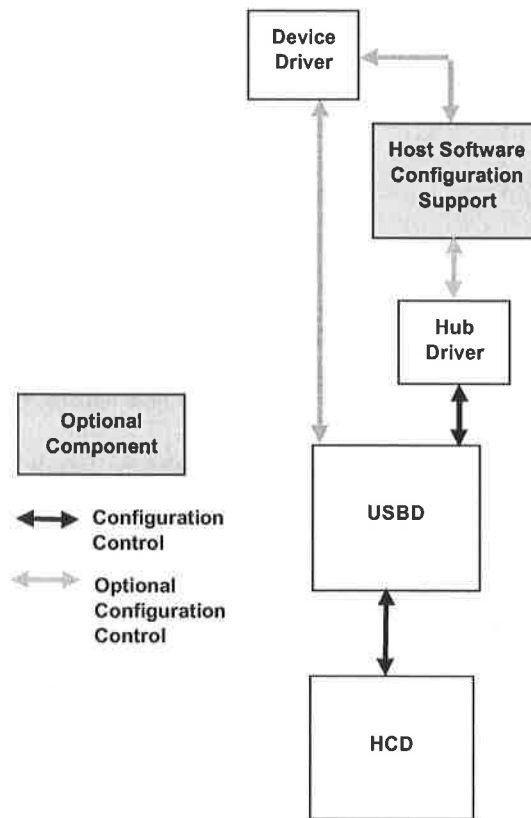 Device
Driver
Host Software
Configuration
Support
Hub
Driver
Optional
Component
USBD
Configuration
Control
Optional
Configuration
Control
HCD